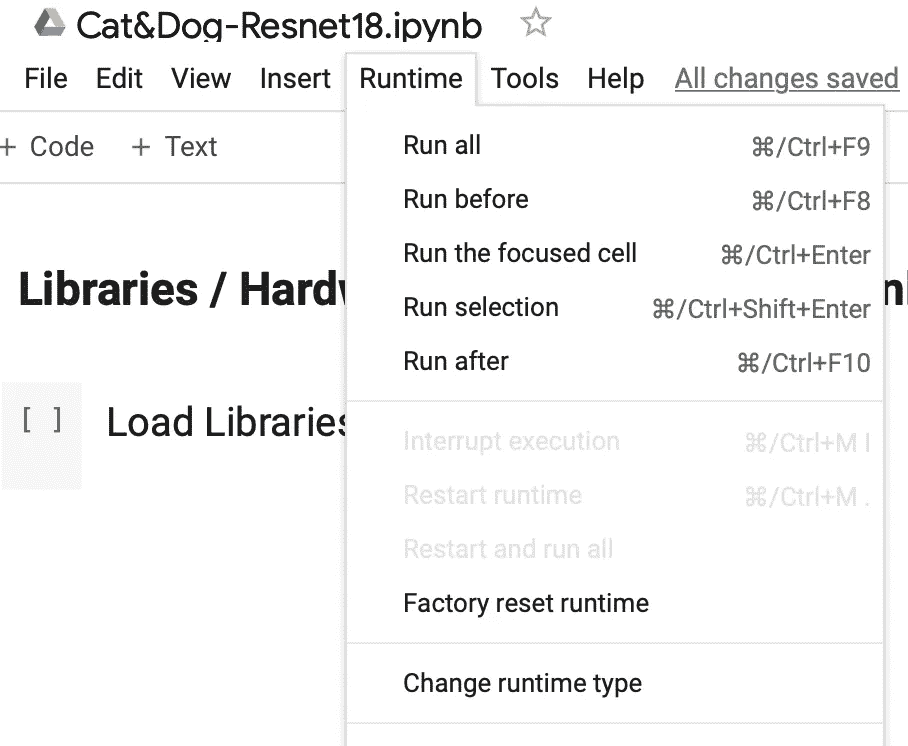 Cat&Dog-Resnet18.ipynb
File Edit View Insert Runtime Tools Help All changes saved
+ Code + Text
Run all ⌘/Ctrl+F9
Run before ⌘/Ctrl+F8
Run the focused cell ⌘/Ctrl+Enter
Libraries /
Run selection ⌘/Ctrl+Shift+Enter
Run after ⌘/Ctrl+F10
[ ] Load Libraries
Interrupt execution ⌘/Ctrl+M I
Restart runtime ⌘/Ctrl+M .
Restart and run all
Factory reset runtime
Change runtime type